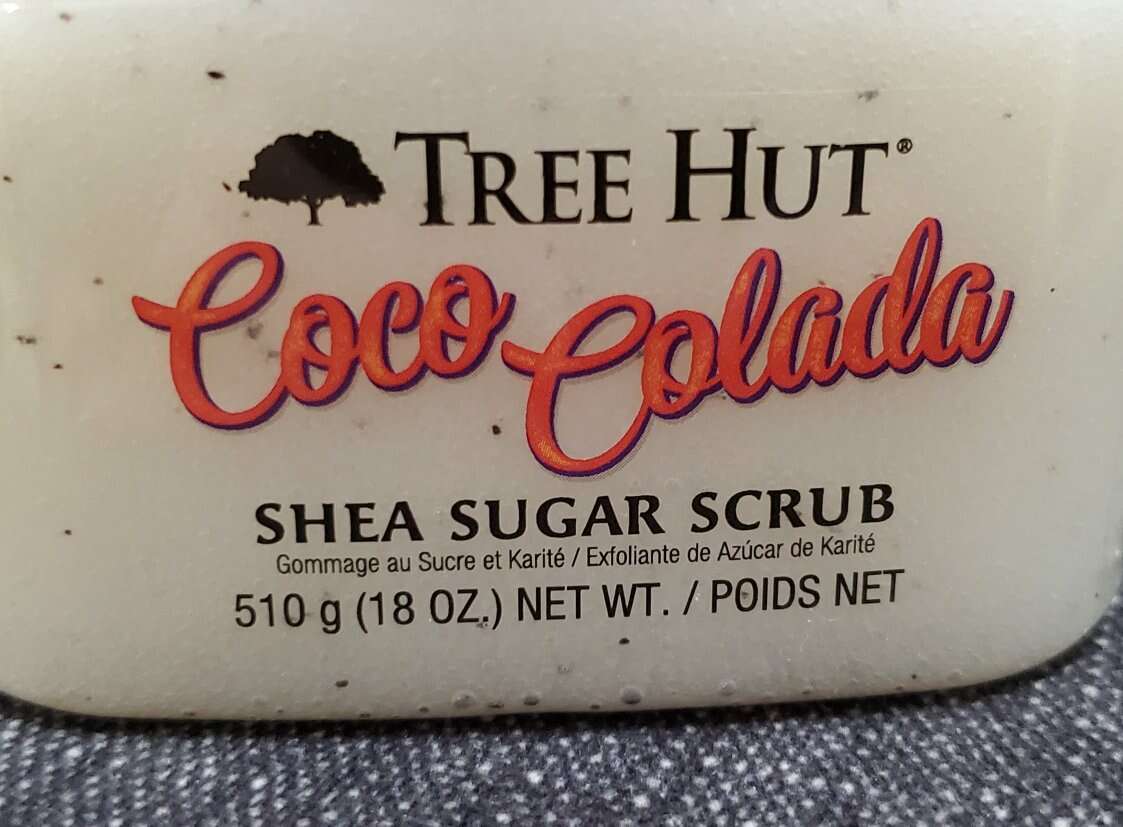 TREE HUT®
Coco Colada
SHEA SUGAR SCRUB
Gommage au Sucre et Karité / Exfoliante de Azúcar de Karité
510 g (18 OZ.) NET WT. / POIDS NET